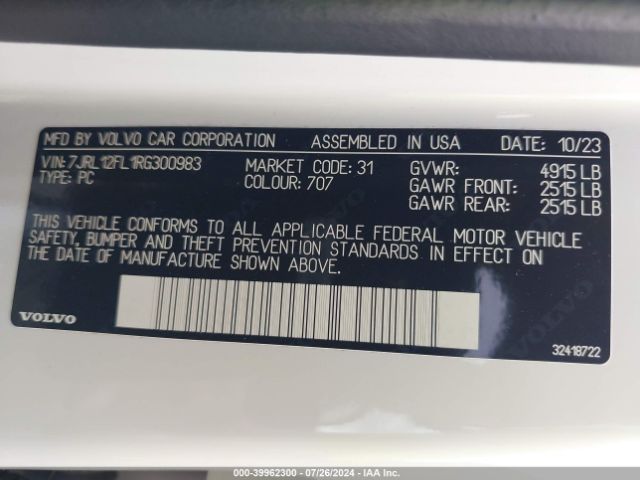 MFD BY VOLVO CAR CORPORATION ASSEMBLED IN USA DATE: 10/23
VIN:7JRL12FL1RG300983 MARKET CODE: 31 GVWR: 4915 LB
TYPE: PC COLOUR: 707 GAWR FRONT: 2515 LB
GAWR REAR: 2515 LB
THIS VEHICLE CONFORMS TO ALL APPLICABLE FEDERAL MOTOR VEHICLE
SAFETY, BUMPER AND THEFT PREVENTION STANDARDS IN EFFECT ON
THE DATE OF MANUFACTURE SHOWN ABOVE.
VOLVO
32418722
000-39962300 - 07/26/2024 - IAA Inc.